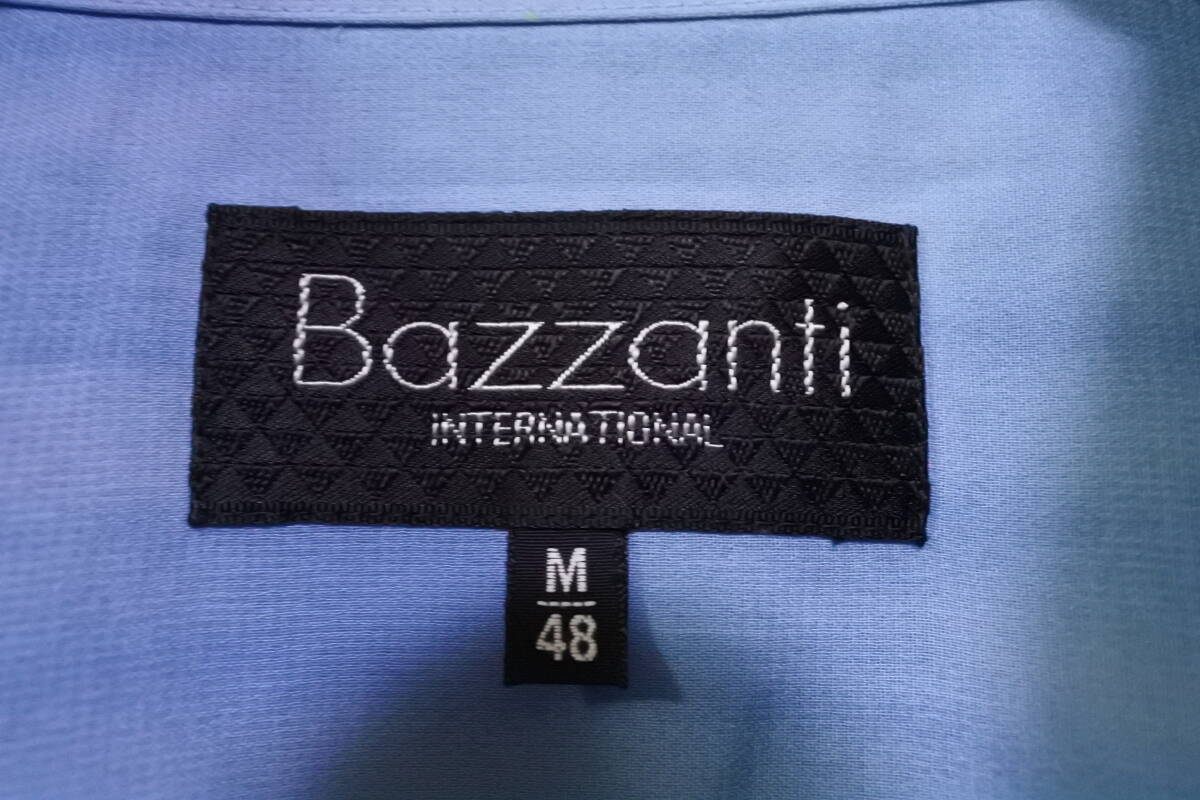 Bazzanti
INTERNATIONAL
M
48